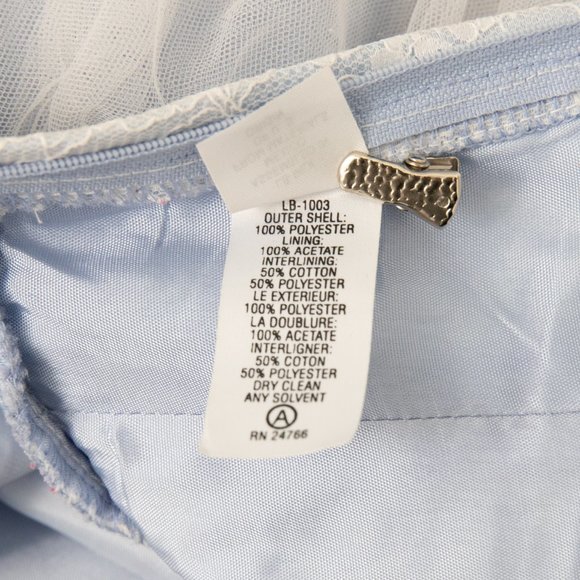 LB-1003
OUTER SHELL:
100% POLYESTER
LINING:
100% ACETATE
INTERLINING:
50% COTTON
50% POLYESTER
LE EXTERIEUR:
100% POLYESTER
LA DOUBLURE:
100% ACETATE
INTERLIGNER:
50% COTON
50% POLYESTER
DRY CLEAN
ANY SOLVENT
A
RN 24766